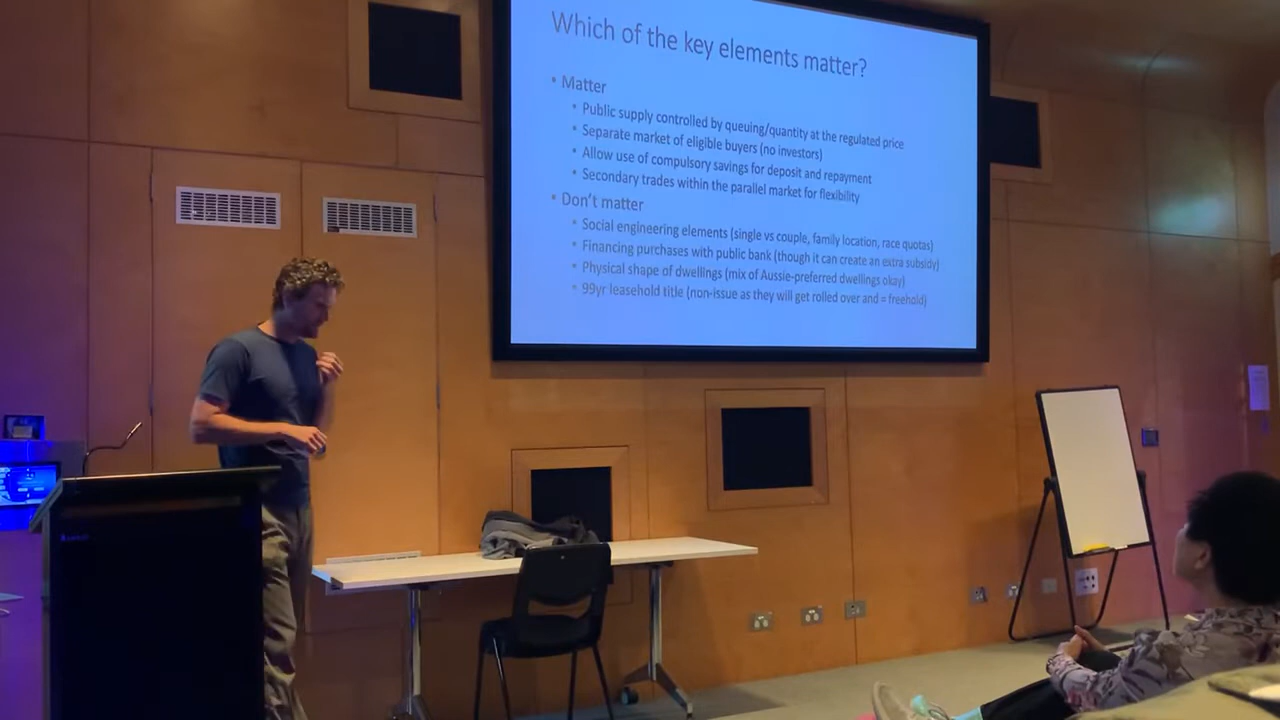 Which of the key elements matter?
• Matter
• Public supply controlled by queuing/quantity at the regulated price
• Separate market of eligible buyers (no investors)
• Allow use of compulsory savings for deposit and repayment
• Secondary trades within the parallel market for flexibility
• Don't matter
• Social engineering elements (single vs couple, family location, race quotas)
• Financing purchases with public bank (though it can create an extra subsidy)
• Physical shape of dwellings (mix of Aussie-preferred dwellings okay)
• 99yr leasehold title (non-issue as they will get rolled over and = freehold)